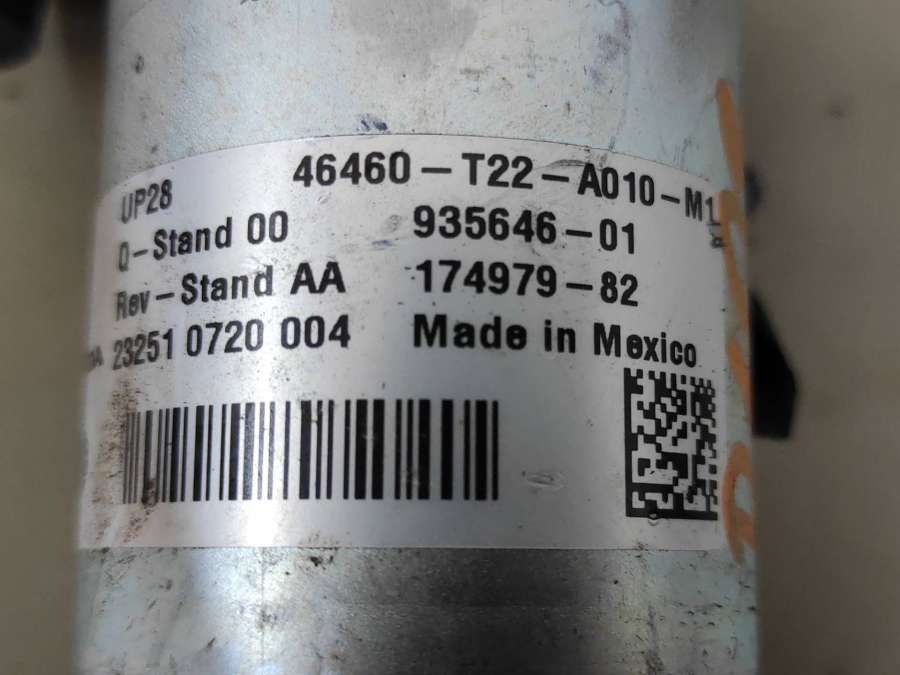 UP28 46460-T22-A010-M1
Q-Stand 00 935646-01
Rev-Stand AA 174979-82
23251 0720 004 Made in Mexico